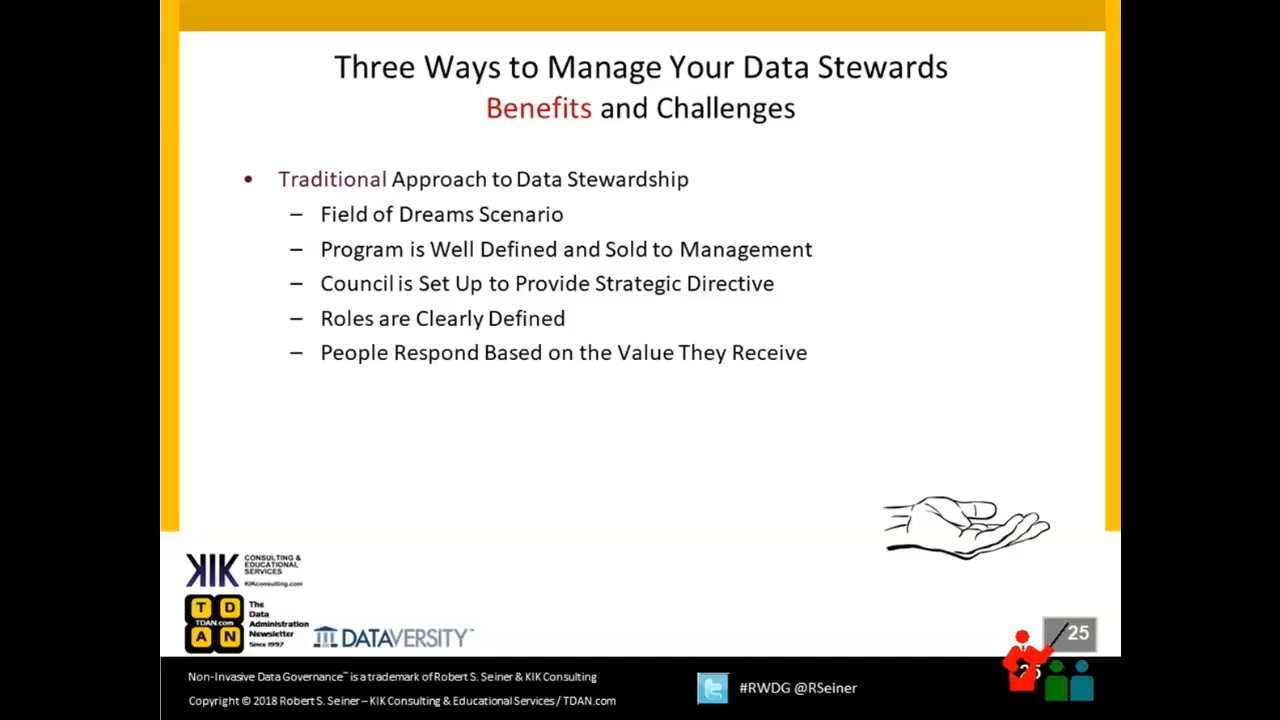 Three Ways to Manage Your Data Stewards
Benefits and Challenges
• Traditional Approach to Data Stewardship
– Field of Dreams Scenario
– Program is Well Defined and Sold to Management
– Council is Set Up to Provide Strategic Directive
– Roles are Clearly Defined
– People Respond Based on the Value They Receive
KIK
CONSULTING &
EDUCATIONAL
SERVICES
KIKconsulting.com
T D
TDAN.com
A N
The
Data
Administration
Newsletter
Since 1997
DATAVERSITY™
25
25
Non-Invasive Data Governance™ is a trademark of Robert S. Seiner & KIK Consulting
Copyright © 2018 Robert S. Seiner – KIK Consulting & Educational Services / TDAN.com
#RWDG @RSeiner